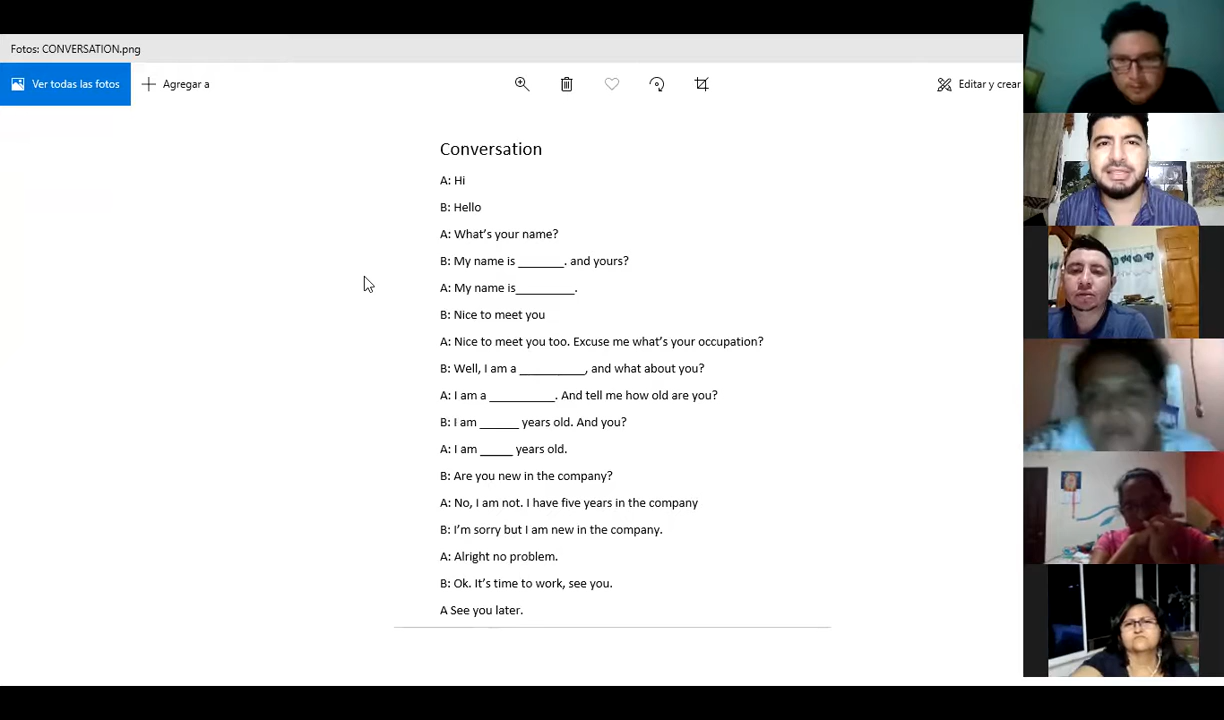 Fotos: CONVERSATION.png
Ver todas las fotos
Agregar a
Editar y crear
Conversation
A: Hi
B: Hello
A: What's your name?
B: My name is _______. and yours?
A: My name is_________.
B: Nice to meet you
A: Nice to meet you too. Excuse me what's your occupation?
B: Well, I am a __________, and what about you?
A: I am a __________. And tell me how old are you?
B: I am ______ years old. And you?
A: I am _____ years old.
B: Are you new in the company?
A: No, I am not. I have five years in the company
B: I'm sorry but I am new in the company.
A: Alright no problem.
B: Ok. It's time to work, see you.
A See you later.